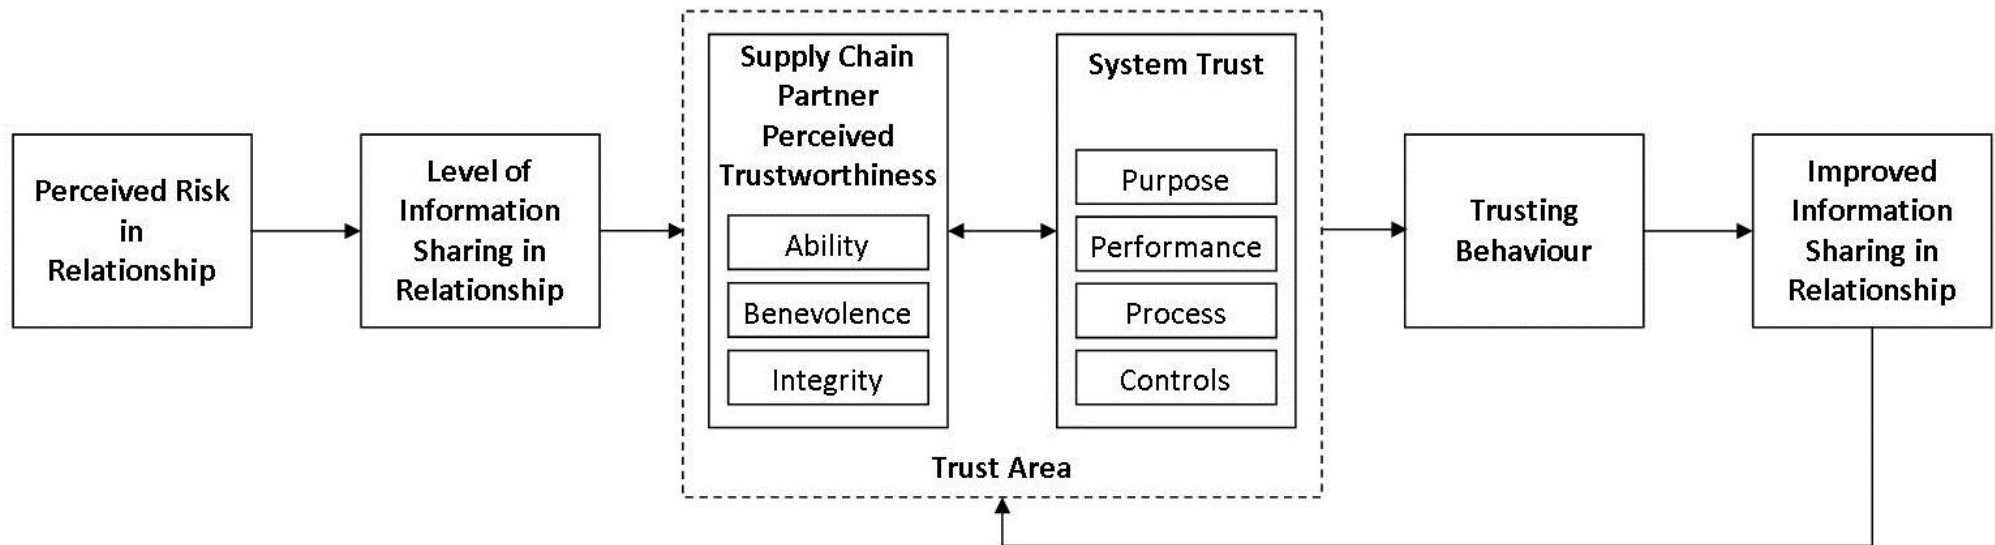 Perceived Risk
in
Relationship
Level of
Information
Sharing in
Relationship
Supply Chain
Partner
Perceived
Trustworthiness
Ability
Benevolence
Integrity
System Trust
Purpose
Performance
Process
Controls
Trust Area
Trusting
Behaviour
Improved
Information
Sharing in
Relationship